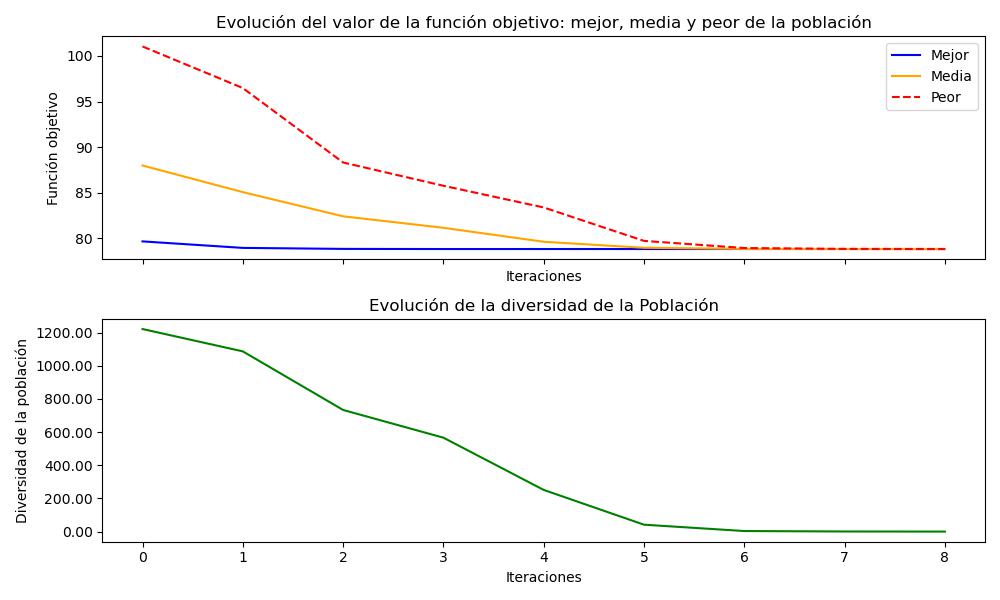 Evolución del valor de la función objetivo: mejor, media y peor de la población
100
95
90
85
80
Función objetivo
Mejor
Media
Peor
Iteraciones
Evolución de la diversidad de la Población
1200.00
1000.00
800.00
600.00
400.00
200.00
0.00
Diversidad de la población
0 1 2 3 4 5 6 7 8
Iteraciones